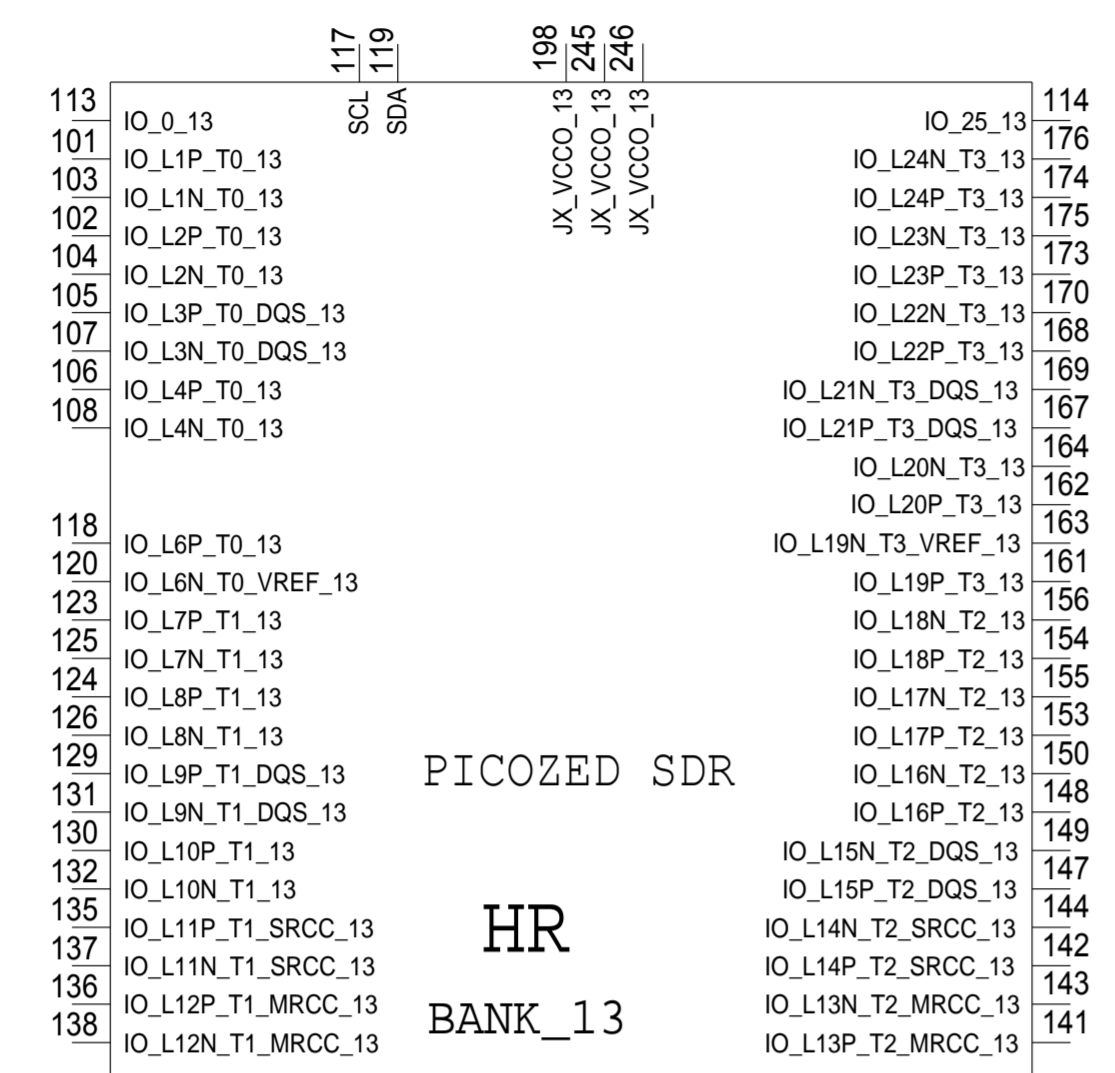 117 119 198 245 246
SCL SDA JX_VCCO_13 JX_VCCO_13 JX_VCCO_13
113 IO_0_13 IO_25_13 114
101 IO_L1P_T0_13 IO_L24N_T3_13 176
103 IO_L1N_T0_13 IO_L24P_T3_13 174
102 IO_L2P_T0_13 IO_L23N_T3_13 175
104 IO_L2N_T0_13 IO_L23P_T3_13 173
105 IO_L3P_T0_DQS_13 IO_L22N_T3_13 170
107 IO_L3N_T0_DQS_13 IO_L22P_T3_13 168
106 IO_L4P_T0_13 IO_L21N_T3_DQS_13 169
108 IO_L4N_T0_13 IO_L21P_T3_DQS_13 167
IO_L20N_T3_13 164
IO_L20P_T3_13 162
118 IO_L6P_T0_13 IO_L19N_T3_VREF_13 163
120 IO_L6N_T0_VREF_13 IO_L19P_T3_13 161
123 IO_L7P_T1_13 IO_L18N_T2_13 156
125 IO_L7N_T1_13 IO_L18P_T2_13 154
124 IO_L8P_T1_13 IO_L17N_T2_13 155
126 IO_L8N_T1_13 IO_L17P_T2_13 153
129 IO_L9P_T1_DQS_13 PICOZED SDR IO_L16N_T2_13 150
131 IO_L9N_T1_DQS_13 IO_L16P_T2_13 148
130 IO_L10P_T1_13 IO_L15N_T2_DQS_13 149
132 IO_L10N_T1_13 IO_L15P_T2_DQS_13 147
135 IO_L11P_T1_SRCC_13 HR IO_L14N_T2_SRCC_13 144
137 IO_L11N_T1_SRCC_13 IO_L14P_T2_SRCC_13 142
136 IO_L12P_T1_MRCC_13 BANK_13 IO_L13N_T2_MRCC_13 143
138 IO_L12N_T1_MRCC_13 IO_L13P_T2_MRCC_13 141